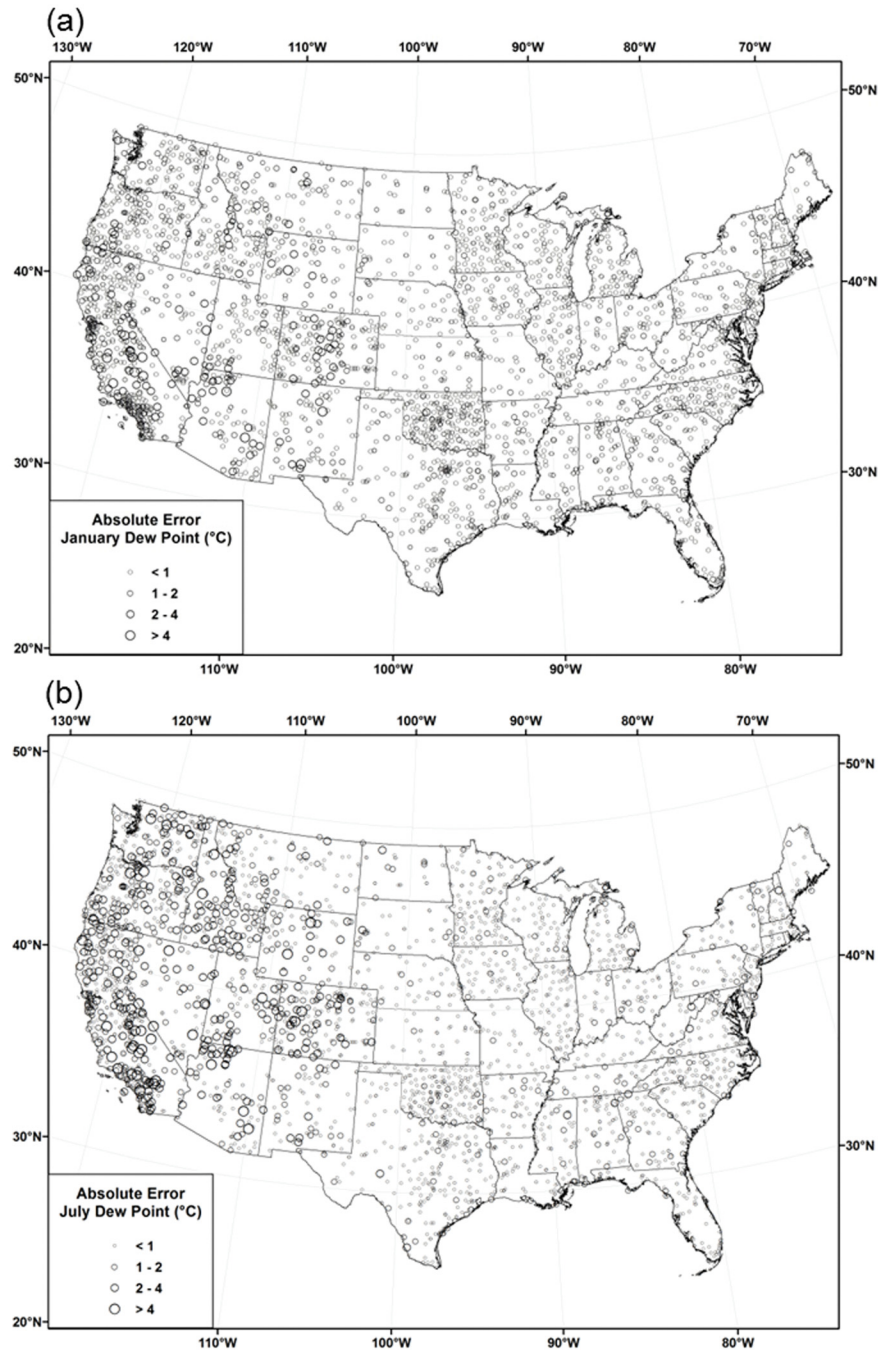 (a)
130°W 120°W 110°W 100°W 90°W 80°W 70°W
50°N 50°N
40°N 40°N
30°N 30°N
Absolute Error
January Dew Point (°C)
< 1
1 - 2
2 - 4
> 4
20°N
110°W 100°W 90°W 80°W
(b)
130°W 120°W 110°W 100°W 90°W 80°W 70°W
50°N 50°N
40°N 40°N
30°N 30°N
Absolute Error
July Dew Point (°C)
< 1
1 - 2
2 - 4
> 4
20°N
110°W 100°W 90°W 80°W